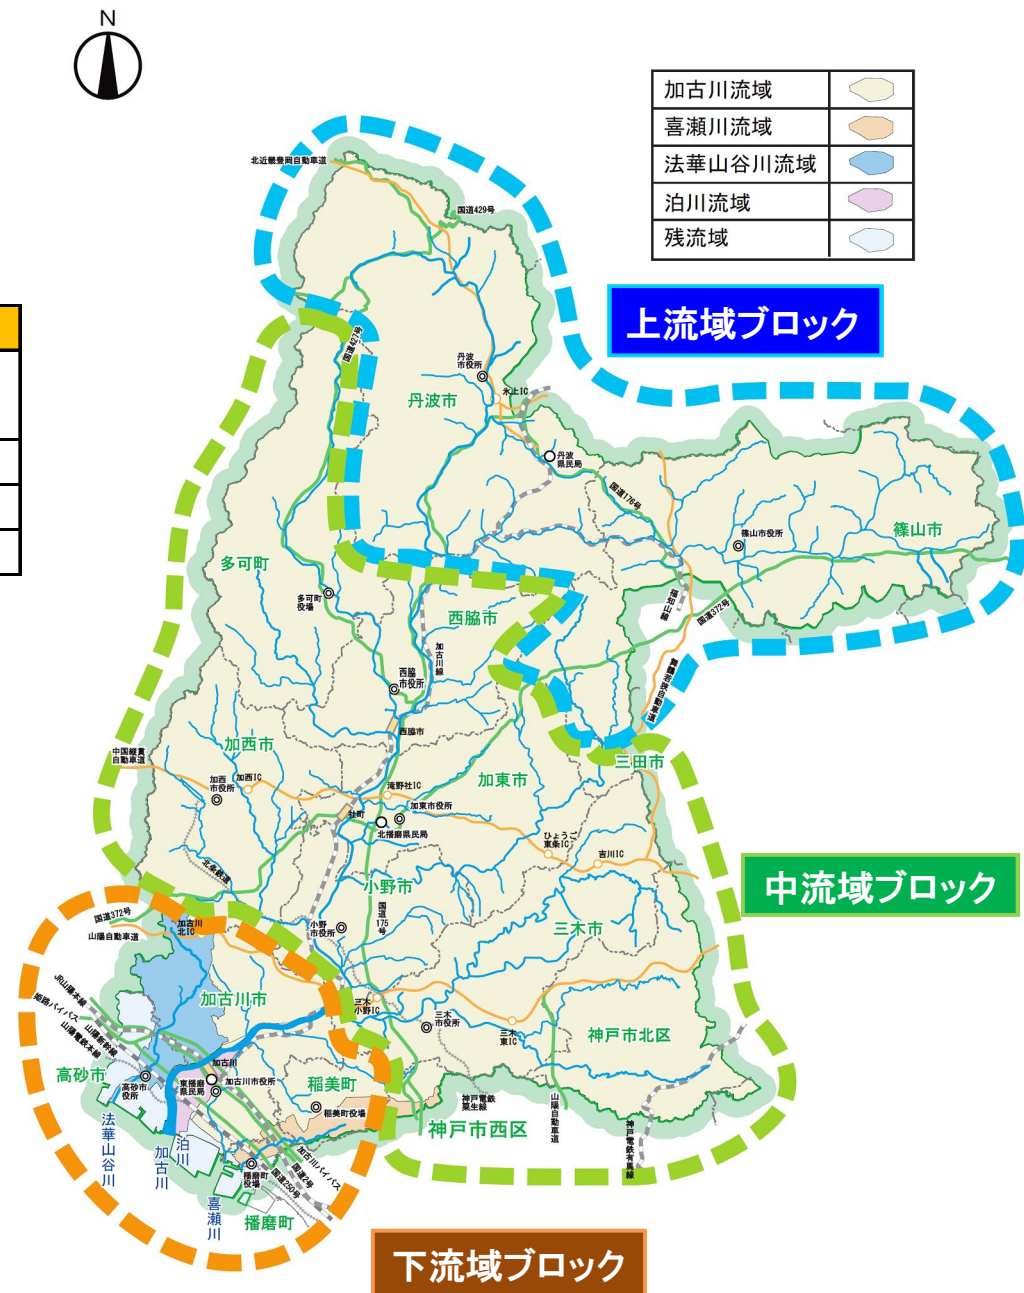 N
加古川流域
喜瀬川流域
法華山谷川流域
泊川流域
残流域
北近畿豊岡自動車道
国道429号
上流域ブロック
国道427号
丹波
市役所
氷上IC
丹波市
丹波
県民局
国道176号
篠山市役所
篠山市
多可町
多可町
役場
西脇市
福知山線
国道372号
加古川線
西脇
市役所
舞鶴若狭自動車道
西脇市
加西市
中国縦貫
自動車道
三田市
加西
市役所
加西IC
滝野社IC
加東市
社町
加東市役所
北播磨県民局
ひょうご
東条IC
吉川IC
北条鉄道
小野市
中流域ブロック
国道372号
山陽自動車道
加古川
北IC
小野
市役所
国道175号
三木市
JR山陽本線
姫路バイパス
山陽電鉄本線
山陽新幹線
加古川市
三木
小野IC
三木
市役所
三木
東IC
神戸市北区
高砂市
高砂市
役所
加古川
東播磨
県民局
加古川市役所
稲美町
稲美町役場
神戸電鉄
粟生線
山陽自動車道
神戸市西区
神戸電鉄有馬線
法華山谷川
加古川
泊川
喜瀬川
播磨町
役場
加古川バイパス
国道2号
国道250号
播磨町
下流域ブロック